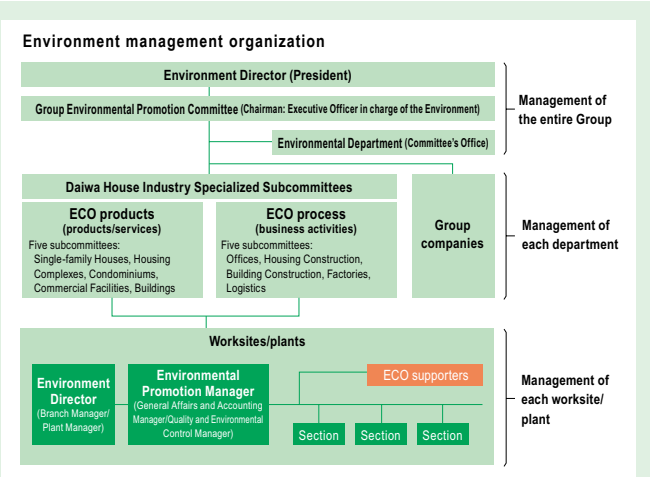 Environment management organization
Environment Director (President)
Group Environmental Promotion Committee (Chairman: Executive Officer in charge of the Environment)
Environmental Department (Committee's Office)
Management of
the entire Group
Daiwa House Industry Specialized Subcommittees
ECO products
(products/services)
Five subcommittees:
Single-family Houses, Housing
Complexes, Condominiums,
Commercial Facilities, Buildings
ECO process
(business activities)
Five subcommittees:
Offices, Housing Construction,
Building Construction, Factories,
Logistics
Group
companies
Management of
each department
Worksites/plants
Environment
Director
(Branch Manager/
Plant Manager)
Environmental
Promotion Manager
(General Affairs and Accounting
Manager/Quality and Environmental
Control Manager)
ECO supporters
Section
Section
Section
Management of
each worksite/
plant